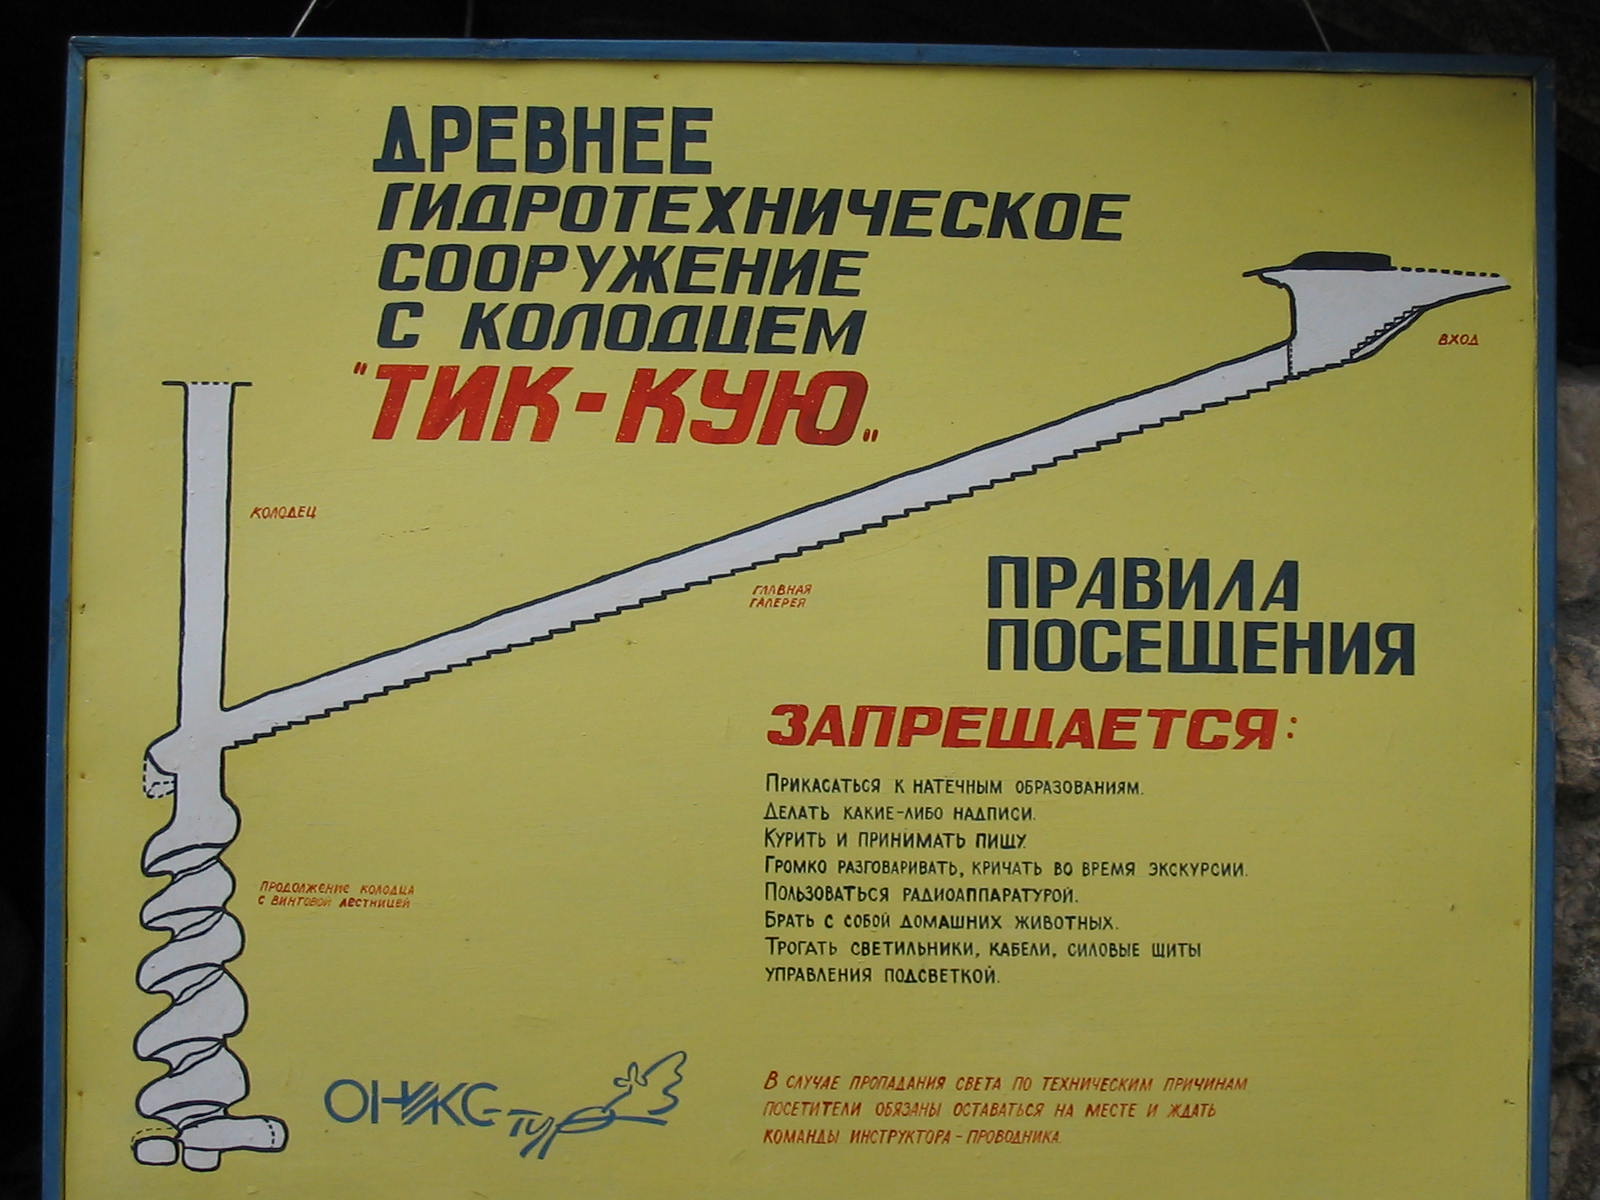 ДРЕВНЕЕ
ГИДРОТЕХНИЧЕСКОЕ
СООРУЖЕНИЕ
С КОЛОДЦЕМ
"ТИК-КУЮ"
ВХОД
КОЛОДЕЦ
ГЛАВНАЯ
ГАЛЕРЕЯ
ПРОДОЛЖЕНИЕ КОЛОДЦА
С ВИНТОВОЙ ЛЕСТНИЦЕЙ
ПРАВИЛА
ПОСЕЩЕНИЯ
ЗАПРЕЩАЕТСЯ:
ПРИКАСАТЬСЯ К НАТЁЧНЫМ ОБРАЗОВАНИЯМ.
ДЕЛАТЬ КАКИЕ-ЛИБО НАДПИСИ.
КУРИТЬ И ПРИНИМАТЬ ПИЩУ.
ГРОМКО РАЗГОВАРИВАТЬ, КРИЧАТЬ ВО ВРЕМЯ ЭКСКУРСИИ.
ПОЛЬЗОВАТЬСЯ РАДИОАППАРАТУРОЙ.
БРАТЬ С СОБОЙ ДОМАШНИХ ЖИВОТНЫХ.
ТРОГАТЬ СВЕТИЛЬНИКИ, КАБЕЛИ, СИЛОВЫЕ ЩИТЫ
УПРАВЛЕНИЯ ПОДСВЕТКОЙ.
В СЛУЧАЕ ПРОПАДАНИЯ СВЕТА ПО ТЕХНИЧЕСКИМ ПРИЧИНАМ
ПОСЕТИТЕЛИ ОБЯЗАНЫ ОСТАВАТЬСЯ НА МЕСТЕ И ЖДАТЬ
КОМАНДЫ ИНСТРУКТОРА-ПРОВОДНИКА.
ОНИКС-ТУР